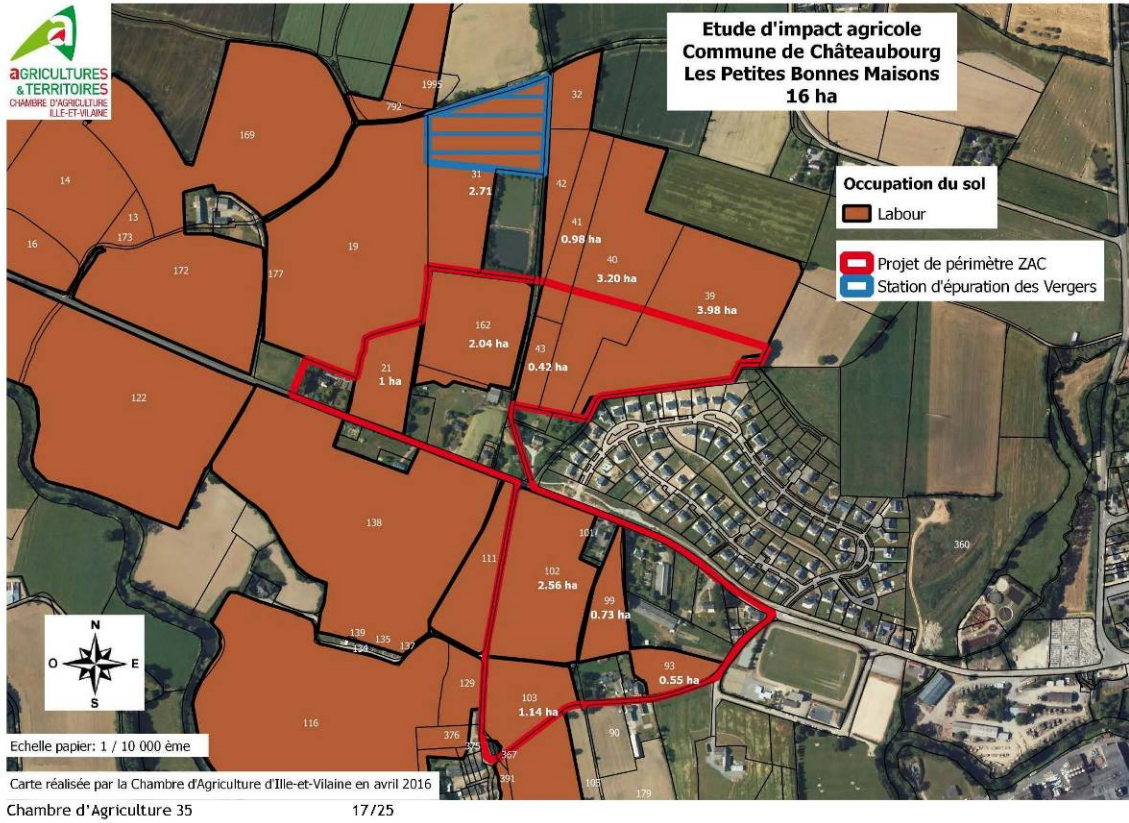 aGRICULTURES
& TERRITOIRES
CHAMBRE D'AGRICULTURE
ILLE-ET-VILAINE
Etude d'impact agricole
Commune de Châteaubourg
Les Petites Bonnes Maisons
16 ha
Occupation du sol
Labour
Projet de périmètre ZAC
Station d'épuration des Vergers
1995
792
32
169
14
31
2.71
42
13
173
16
41
0.98 ha
19
40
3.20 ha
172
177
39
3.98 ha
162
2.04 ha
43
0.42 ha
21
1 ha
122
138
101
360
111
102
2.56 ha
99
0.73 ha
N
O
E
S
139
135
137
134
93
0.55 ha
129
103
1.14 ha
116
376
375
90
367
391
105
179
Echelle papier: 1 / 10 000 ème
Carte réalisée par la Chambre d'Agriculture d'Ille-et-Vilaine en avril 2016
Chambre d'Agriculture 35
17/25